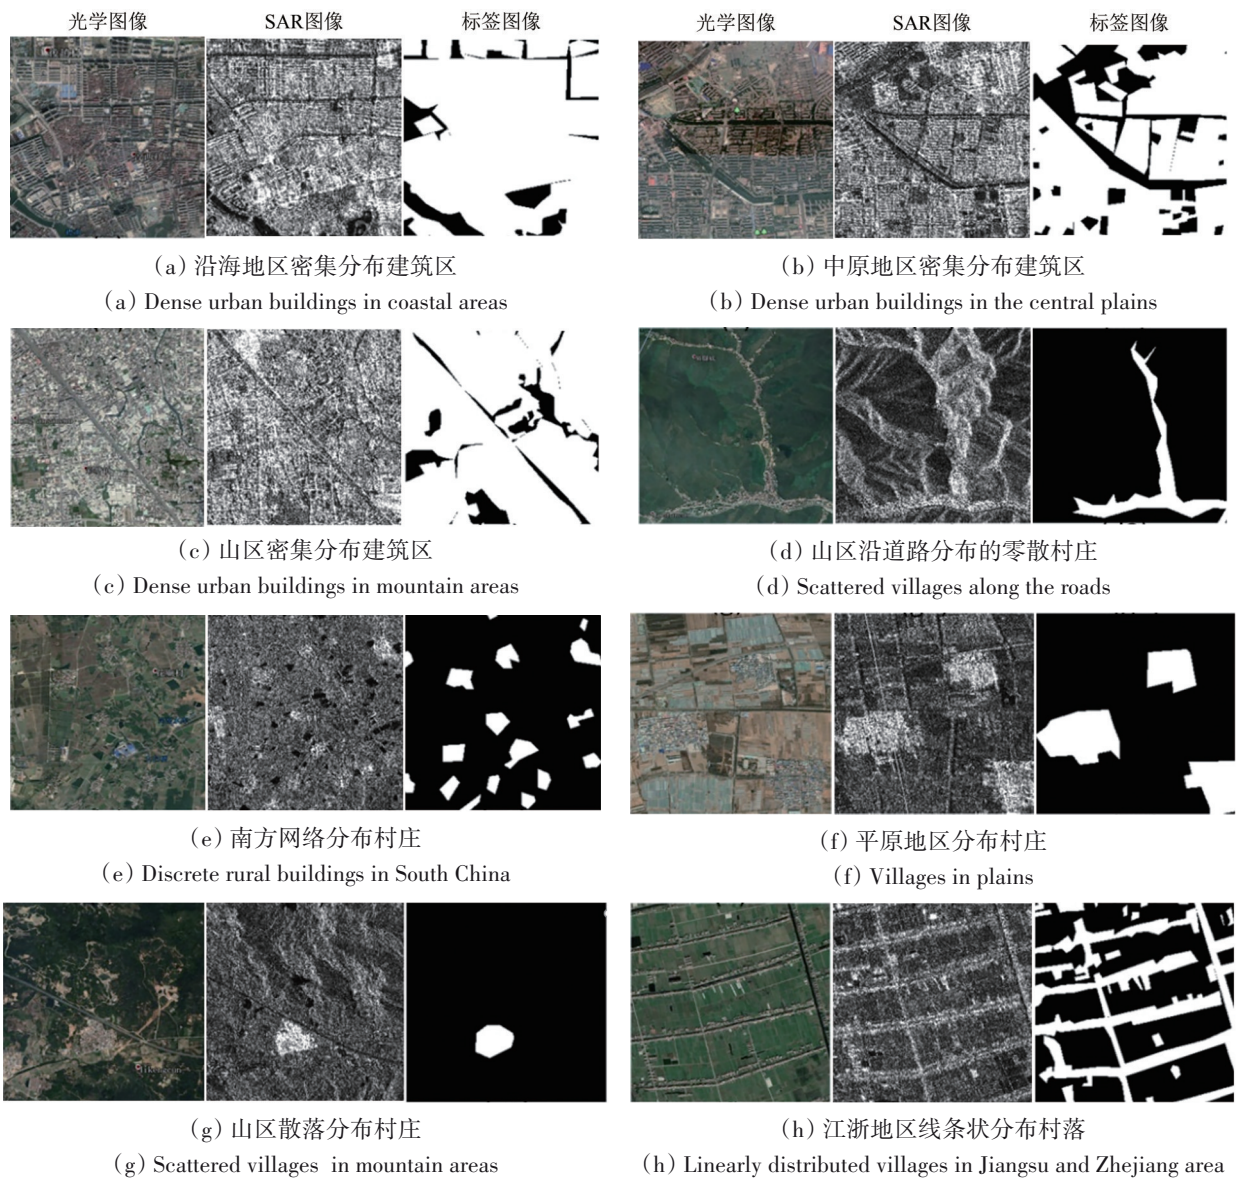 光学图像 SAR图像 标签图像 光学图像 SAR图像 标签图像
(a) 沿海地区密集分布建筑区
(a) Dense urban buildings in coastal areas
(b) 中原地区密集分布建筑区
(b) Dense urban buildings in the central plains
(c) 山区密集分布建筑区
(c) Dense urban buildings in mountain areas
(d) 山区沿道路分布的零散村庄
(d) Scattered villages along the roads
(e) 南方网络分布村庄
(e) Discrete rural buildings in South China
(f) 平原地区分布村庄
(f) Villages in plains
(g) 山区散落分布村庄
(g) Scattered villages in mountain areas
(h) 江浙地区线条状分布村落
(h) Linearly distributed villages in Jiangsu and Zhejiang area